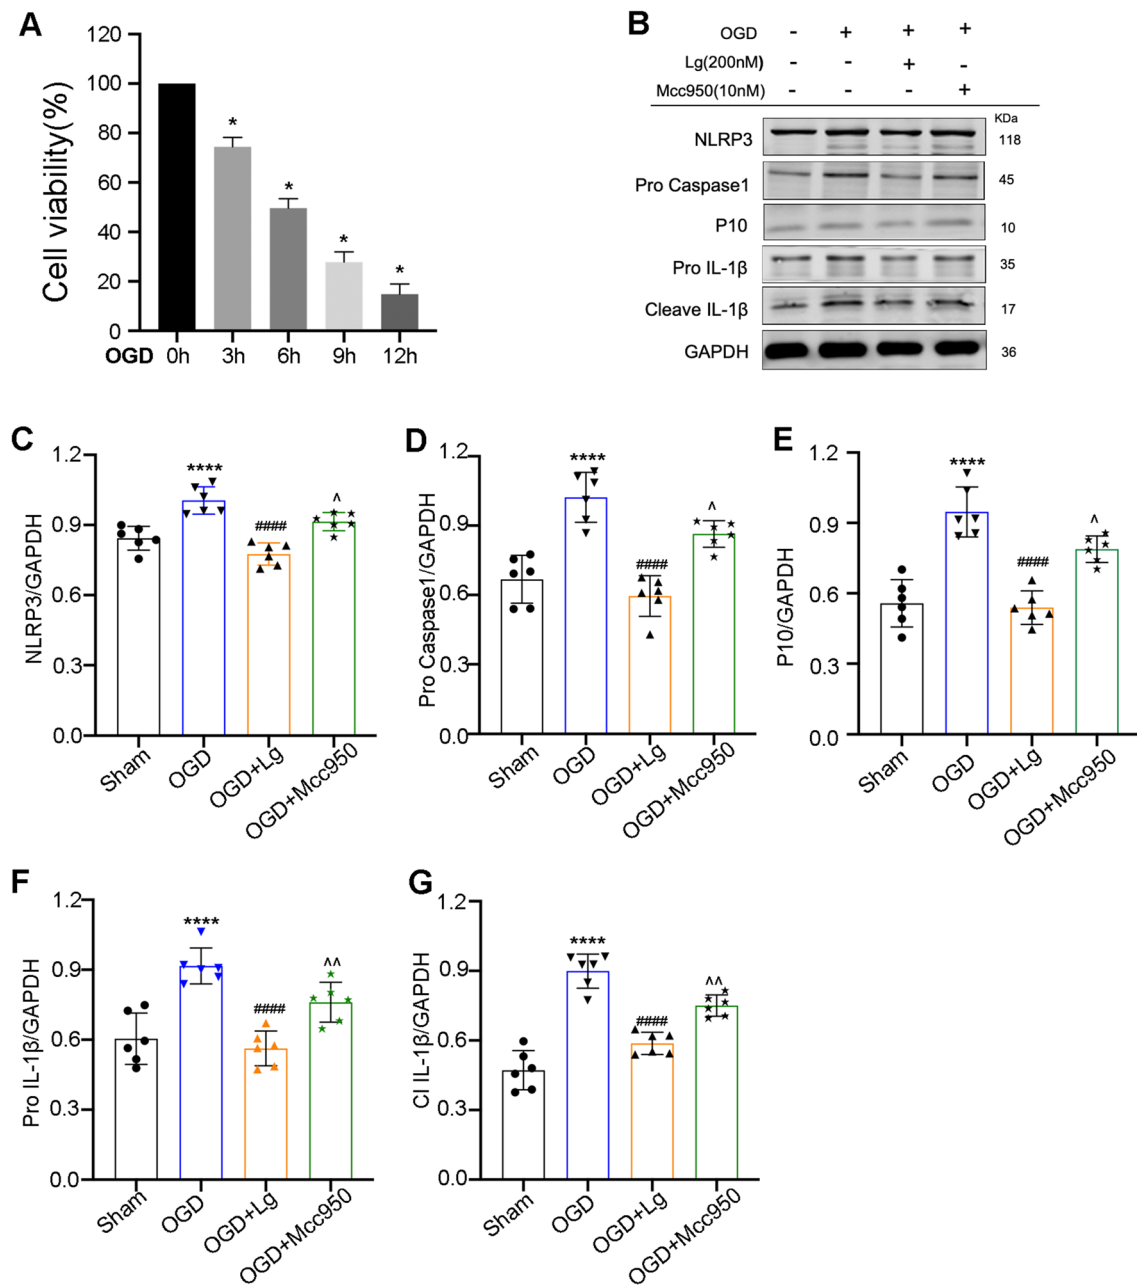 A
120
100
80
60
40
20
0
Cell viability(%)
*
*
*
*
OGD 0h 3h 6h 9h 12h
B
OGD - + + +
Lg(200nM) - - + -
Mcc950(10nM) - - - +
KDa
NLRP3 118
Pro Caspase1 45
P10 10
Pro IL-1β 35
Cleave IL-1β 17
GAPDH 36
C
NLRP3/GAPDH
1.2
0.9
0.6
0.3
0.0
****
####
^
Sham
OGD
OGD+Lg
OGD+Mcc950
D
Pro Caspase1/GAPDH
1.2
0.9
0.6
0.3
0.0
****
####
^
Sham
OGD
OGD+Lg
OGD+Mcc950
E
P10/GAPDH
1.2
0.9
0.6
0.3
0.0
****
####
^
Sham
OGD
OGD+Lg
OGD+Mcc950
F
Pro IL-1β/GAPDH
1.2
0.9
0.6
0.3
0.0
****
####
^^
Sham
OGD
OGD+Lg
OGD+Mcc950
G
Cl IL-1β/GAPDH
1.2
0.9
0.6
0.3
0.0
****
####
^^
Sham
OGD
OGD+Lg
OGD+Mcc950